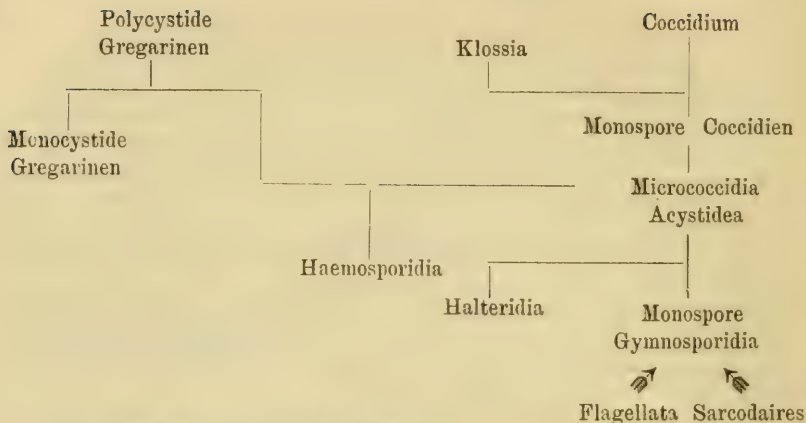 Polycystide
Gregarinen
Klossia
Coccidium
Monocystide
Gregarinen
Monospore Coccidien
Micrococcidia
Acystidea
Haemosporidia
Halteridia
Monospore
Gymnosporidia
Flagellata Sarcodaires